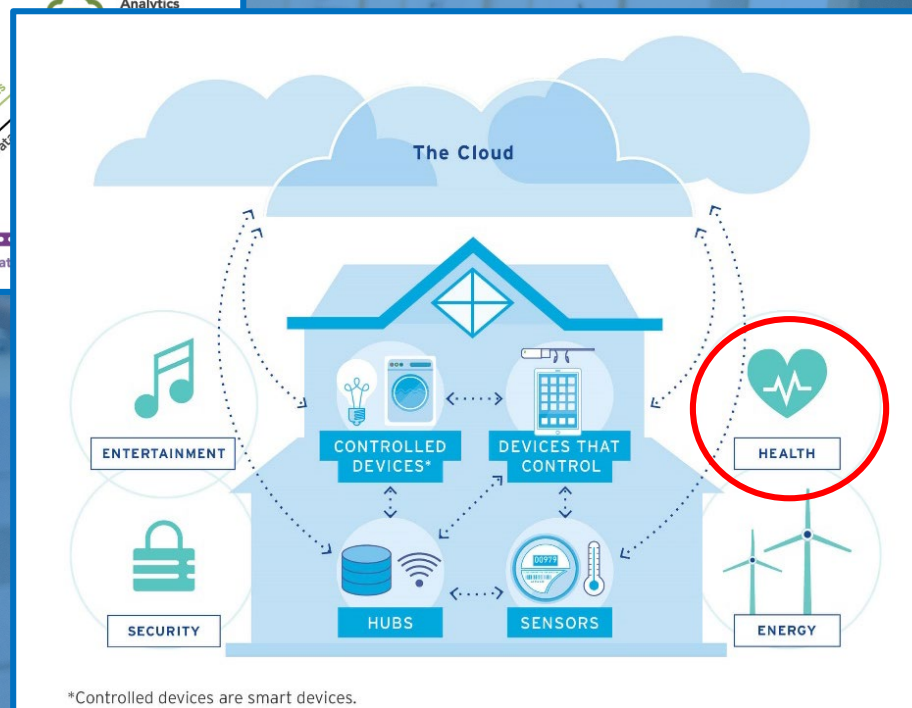 Analytics
The Cloud
ENTERTAINMENT
CONTROLLED
DEVICES*
DEVICES THAT
CONTROL
HEALTH
00979
SECURITY
HUBS
SENSORS
ENERGY
*Controlled devices are smart devices.